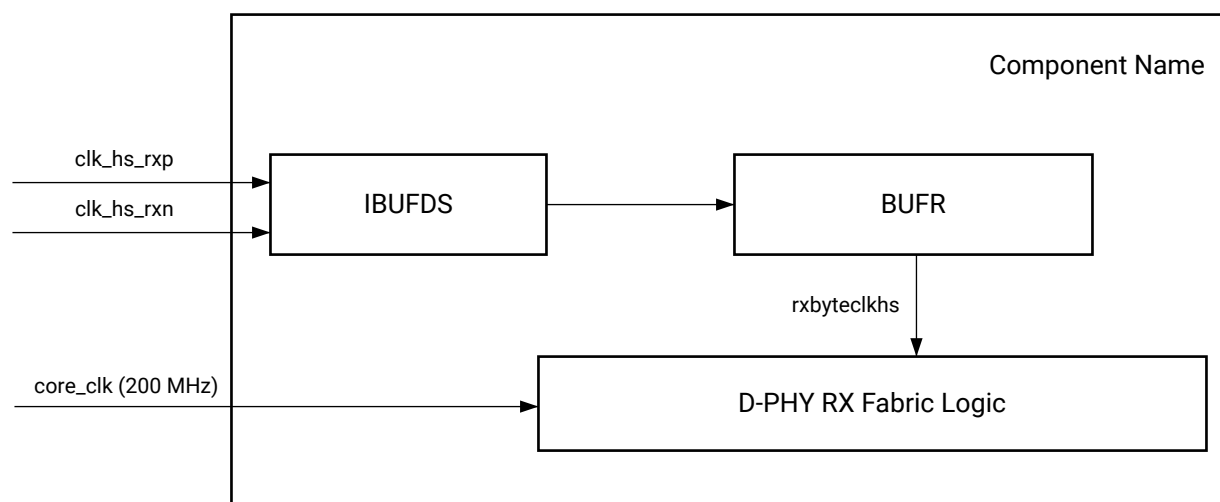 Component Name
clk_hs_rxp
clk_hs_rxn
IBUFDS
BUFR
rxbyteclkhs
core_clk (200 MHz)
D-PHY RX Fabric Logic